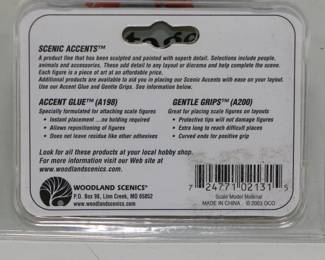 SCENIC ACCENTS™
A product line that has been sculpted and painted with superb detail. Selections include people,
animals and accessories. These add detail to any layout or diorama and help complete the scene.
Each figure is a piece of art at an affordable price.
Additional products are available to aid you in placing our Scenic Accents with ease on your layout.
Use our Accent Glue and Gentle Grips. See information below.
ACCENT GLUE™ (A198)
Specially formulated for attaching scale figures
• Instant placement ...no holding required
• Allows repositioning of figures
• Does not leave residue like other adhesives
GENTLE GRIPS™ (A200)
Great for placing scale figures on layouts
• Protective tips will not damage figures
• Extra long to reach difficult places
• Curved ends for positive grip
Look for all these products at your local hobby shop.
For more information visit our Web site at
www.woodlandscenics.com.
WOODLAND SCENICS®
P.O. Box 98, Linn Creek, MO 65052
www.woodlandscenics.com
7 24771 02131 5
Scale Model Material
MADE IN CHINA © 2003 OCO